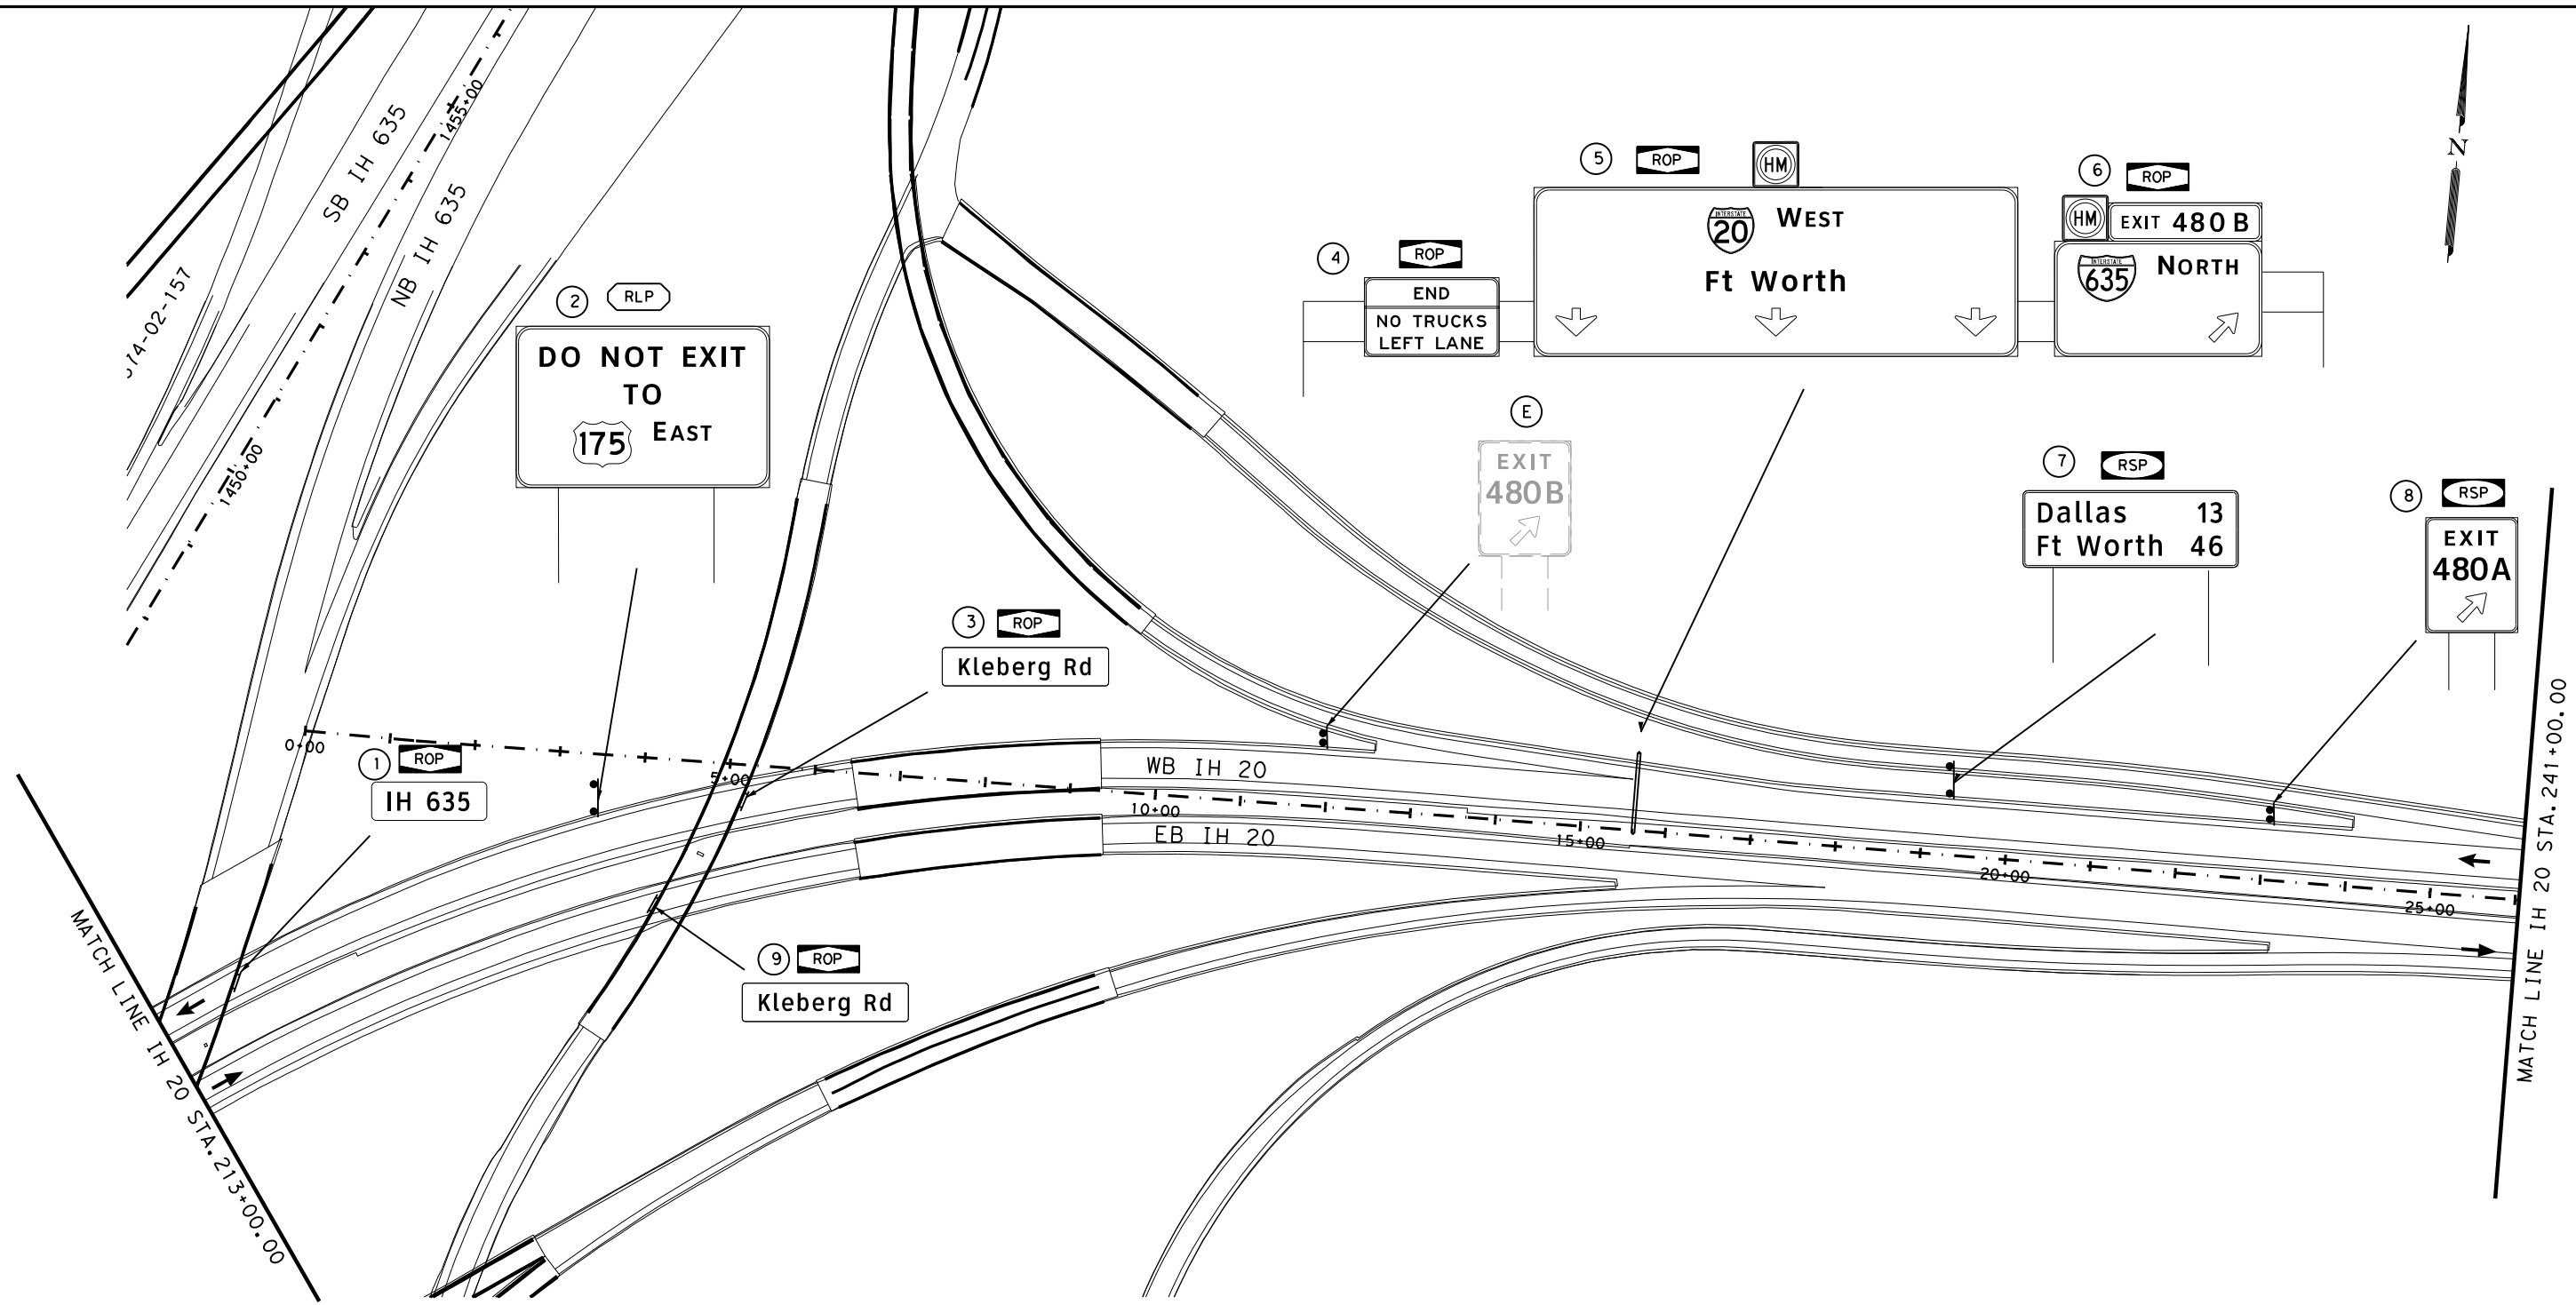 SB IH 635
1455+00
NB IH 635
1450+00
74-02-157
2
RLP
DO NOT EXIT
TO
175 EAST
4
ROP
END
NO TRUCKS
LEFT LANE
5
ROP
HM
INTERSTATE
20
WEST
Ft Worth
6
ROP
HM
EXIT 480 B
INTERSTATE
635
NORTH
N
E
EXIT
480B
7
RSP
Dallas 13
Ft Worth 46
8
RSP
EXIT
480A
3
ROP
Kleberg Rd
1
ROP
IH 635
9
ROP
Kleberg Rd
WB IH 20
EB IH 20
0+00
5+00
10+00
15+00
20+00
25+00
MATCH LINE IH 20 STA.213+00.00
MATCH LINE IH 20 STA.241+00.00